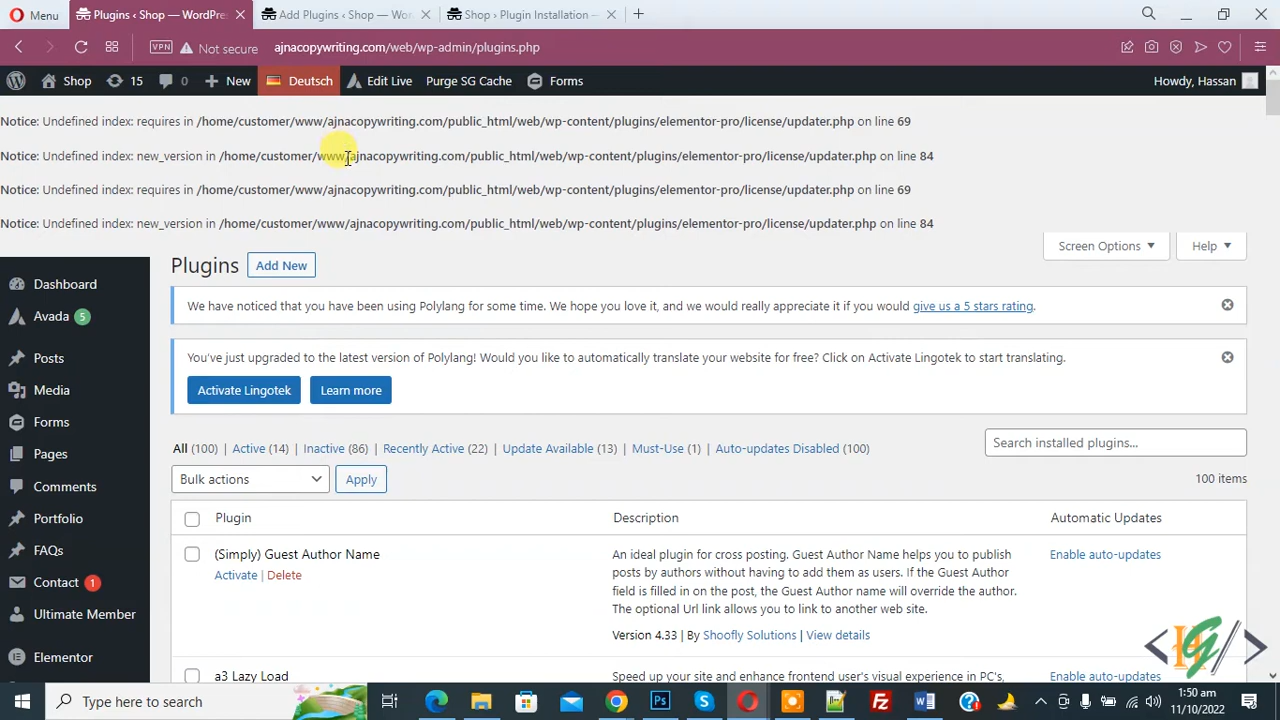 Menu
Plugins ‹ Shop — WordPre
Add Plugins ‹ Shop — Wo
Shop › Plugin Installation —
VPN
Not secure
ajnacopywriting.com/web/wp-admin/plugins.php
Shop
15
0
New
Deutsch
Edit Live
Purge SG Cache
Forms
Howdy, Hassan
Notice: Undefined index: requires in /home/customer/www/ajnacopywriting.com/public_html/web/wp-content/plugins/elementor-pro/license/updater.php on line 69
Notice: Undefined index: new_version in /home/customer/www/ajnacopywriting.com/public_html/web/wp-content/plugins/elementor-pro/license/updater.php on line 84
Notice: Undefined index: requires in /home/customer/www/ajnacopywriting.com/public_html/web/wp-content/plugins/elementor-pro/license/updater.php on line 69
Notice: Undefined index: new_version in /home/customer/www/ajnacopywriting.com/public_html/web/wp-content/plugins/elementor-pro/license/updater.php on line 84
Screen Options
Help
Plugins
Add New
Dashboard
Avada 5
Posts
Media
Forms
Pages
Comments
Portfolio
FAQs
Contact 1
Ultimate Member
Elementor
We have noticed that you have been using Polylang for some time. We hope you love it, and we would really appreciate it if you would give us a 5 stars rating.
You've just upgraded to the latest version of Polylang! Would you like to automatically translate your website for free? Click on Activate Lingotek to start translating.
Activate Lingotek
Learn more
All (100) | Active (14) | Inactive (86) | Recently Active (22) | Update Available (13) | Must-Use (1) | Auto-updates Disabled (100)
Search installed plugins...
Bulk actions
Apply
100 items
Plugin
Description
Automatic Updates
(Simply) Guest Author Name
Activate | Delete
An ideal plugin for cross posting. Guest Author Name helps you to publish
posts by authors without having to add them as users. If the Guest Author
field is filled in on the post, the Guest Author name will override the author.
The optional Url link allows you to link to another web site.
Version 4.33 | By Shoofly Solutions | View details
Enable auto-updates
a3 Lazy Load
Speed up your site and enhance frontend user's visual experience in PC's,
Enable auto-updates
Type here to search
1:50 am
11/10/2022